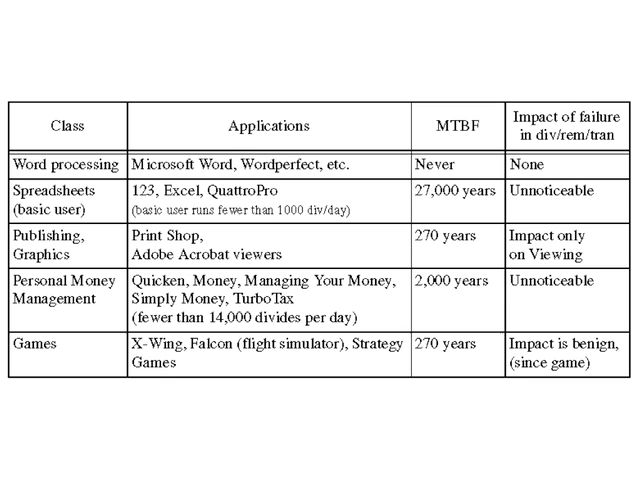 Class Applications MTBF Impact of failure
in div/rem/tran
Word processing Microsoft Word, Wordperfect, etc. Never None
Spreadsheets 123, Excel, QuattroPro 27,000 years Unnoticeable
(basic user) (basic user runs fewer than 1000 div/day)
Publishing, Print Shop, 270 years Impact only
Graphics Adobe Acrobat viewers on Viewing
Personal Money Quicken, Money, Managing Your Money, 2,000 years Unnoticeable
Management Simply Money, TurboTax
(fewer than 14,000 divides per day)
Games X-Wing, Falcon (flight simulator), Strategy 270 years Impact is benign,
Games (since game)